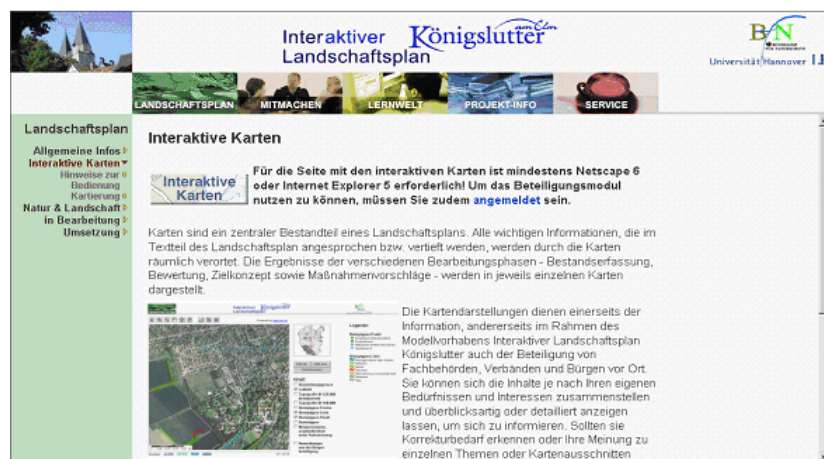 Interaktiver Königslutter am Elm
Landschaftsplan
BfN
Universität Hannover
LANDSCHAFTSPLAN MITMACHEN LERNWELT PROJEKT-INFO SERVICE
Landschaftsplan
Allgemeine Infos
Interaktive Karten
Hinweise zur
Bedienung
Kartierung
Natur & Landschaft
in Bearbeitung
Umsetzung
Interaktive Karten
Interaktive
Karten
Für die Seite mit den interaktiven Karten ist mindestens Netscape 6
oder Internet Explorer 5 erforderlich! Um das Beteiligungsmodul
nutzen zu können, müssen Sie zudem angemeldet sein.
Karten sind ein zentraler Bestandteil eines Landschaftsplans. Alle wichtigen Informationen, die im
Textteil des Landschaftsplan angesprochen bzw. vertieft werden, werden durch die Karten
räumlich verortet. Die Ergebnisse der verschiedenen Bearbeitungsphasen - Bestandserfassung,
Bewertung, Zielkonzept sowie Maßnahmenvorschläge - werden in jeweils einzelnen Karten
dargestellt.
Die Kartendarstellungen dienen einerseits der
Information, andererseits im Rahmen des
Modellvorhabens Interaktiver Landschaftsplan
Königslutter auch der Beteiligung von
Fachbehörden, Verbänden und Bürgen vor Ort.
Sie können sich die Inhalte je nach Ihren eigenen
Bedürfnissen und Interessen zusammenstellen
und überblicksartig oder detailliert anzeigen
lassen, um sich zu informieren. Sollten sie
Korrekturbedarf erkennen oder Ihre Meinung zu
einzelnen Themen oder Kartenausschnitten